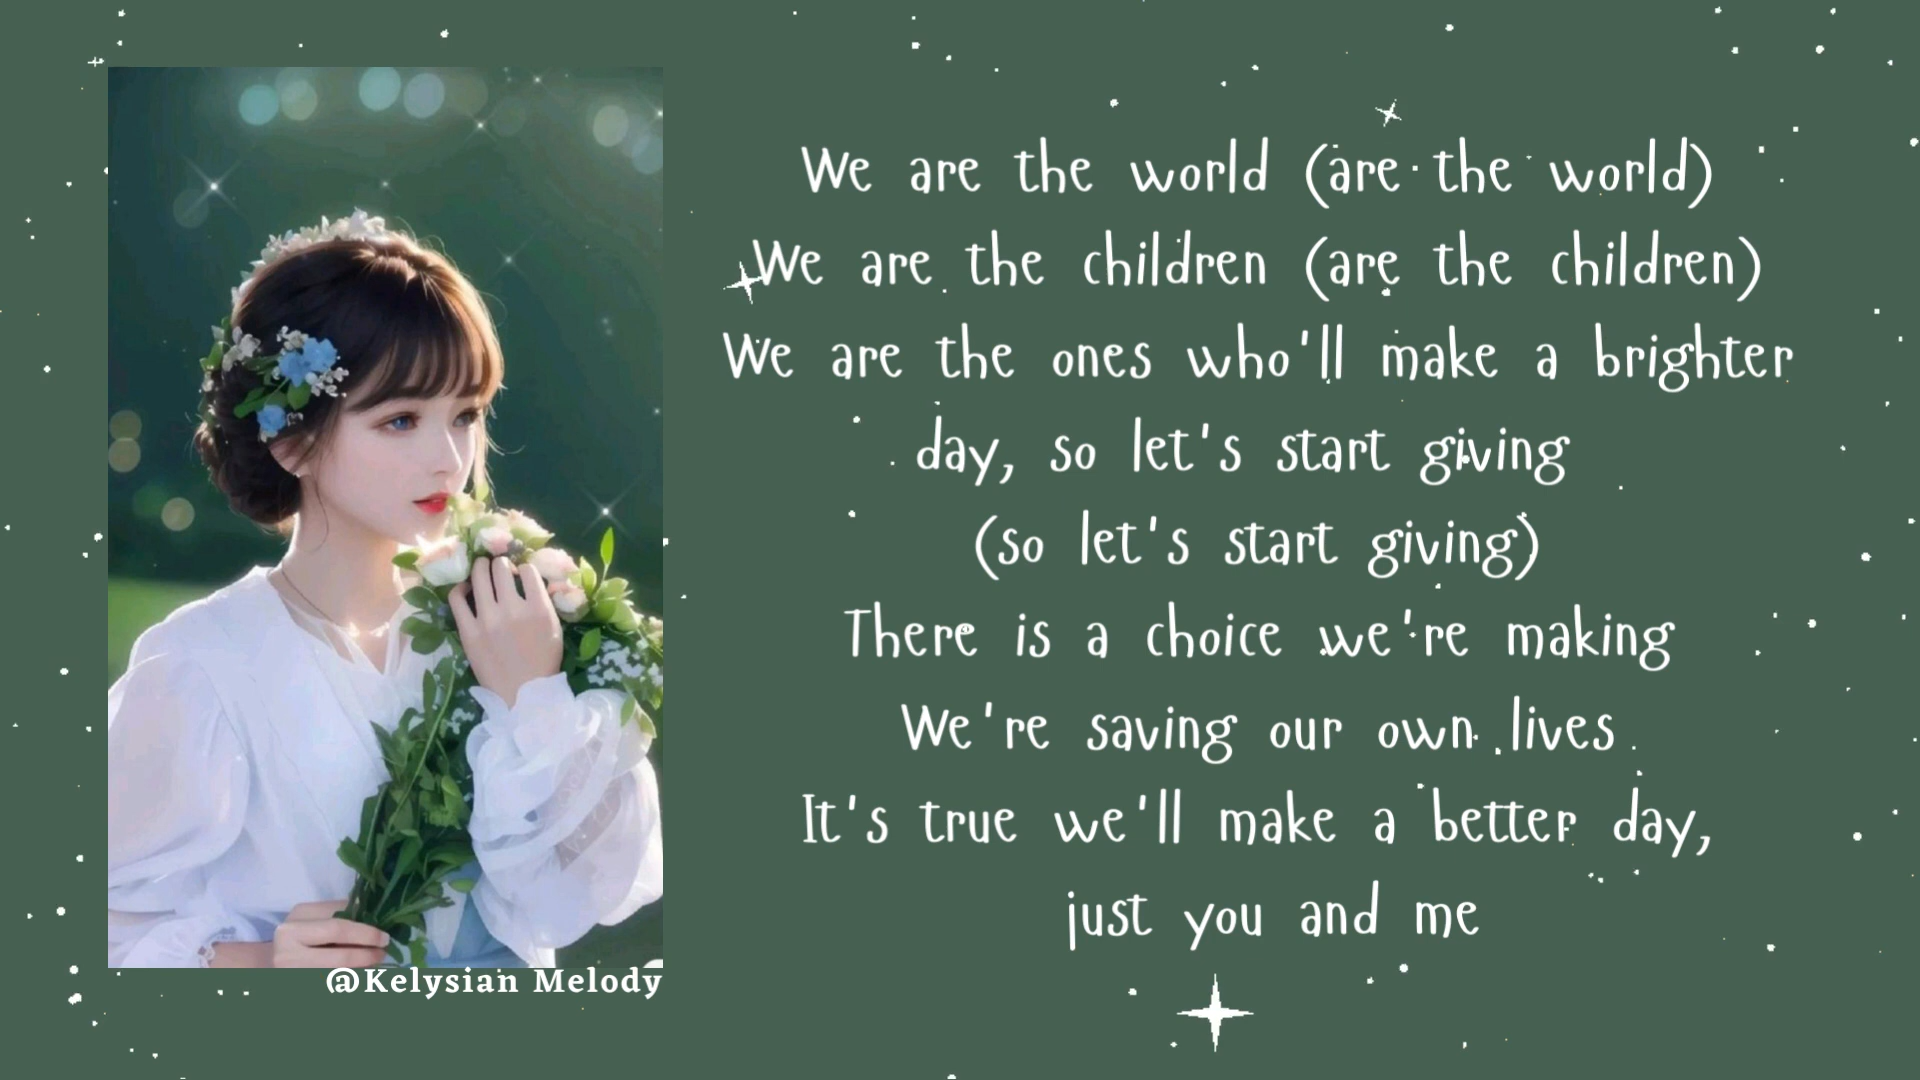 We are the world (are the world)
We are the children (are the children)
We are the ones who'll make a brighter
day, so let's start giving
(so let's start giving)
There is a choice we're making
We're saving our own lives
It's true we'll make a better day,
just you and me
@Kelysian Melody